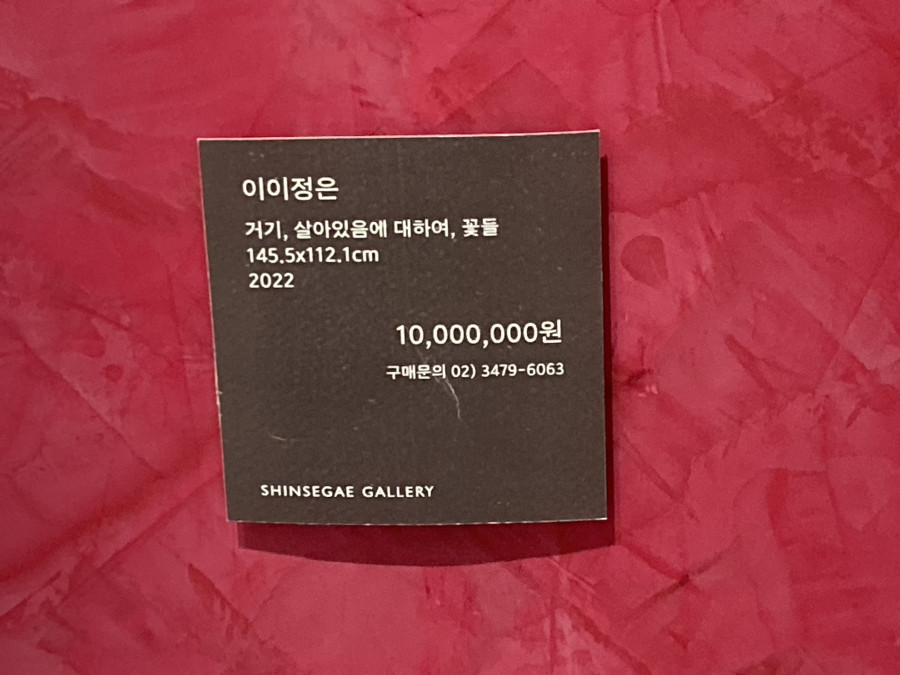 이이정은
거기, 살아있음에 대하여, 꽃들
145.5x112.1cm
2022
10,000,000원
구매문의 02) 3479-6063
SHINSEGAE GALLERY